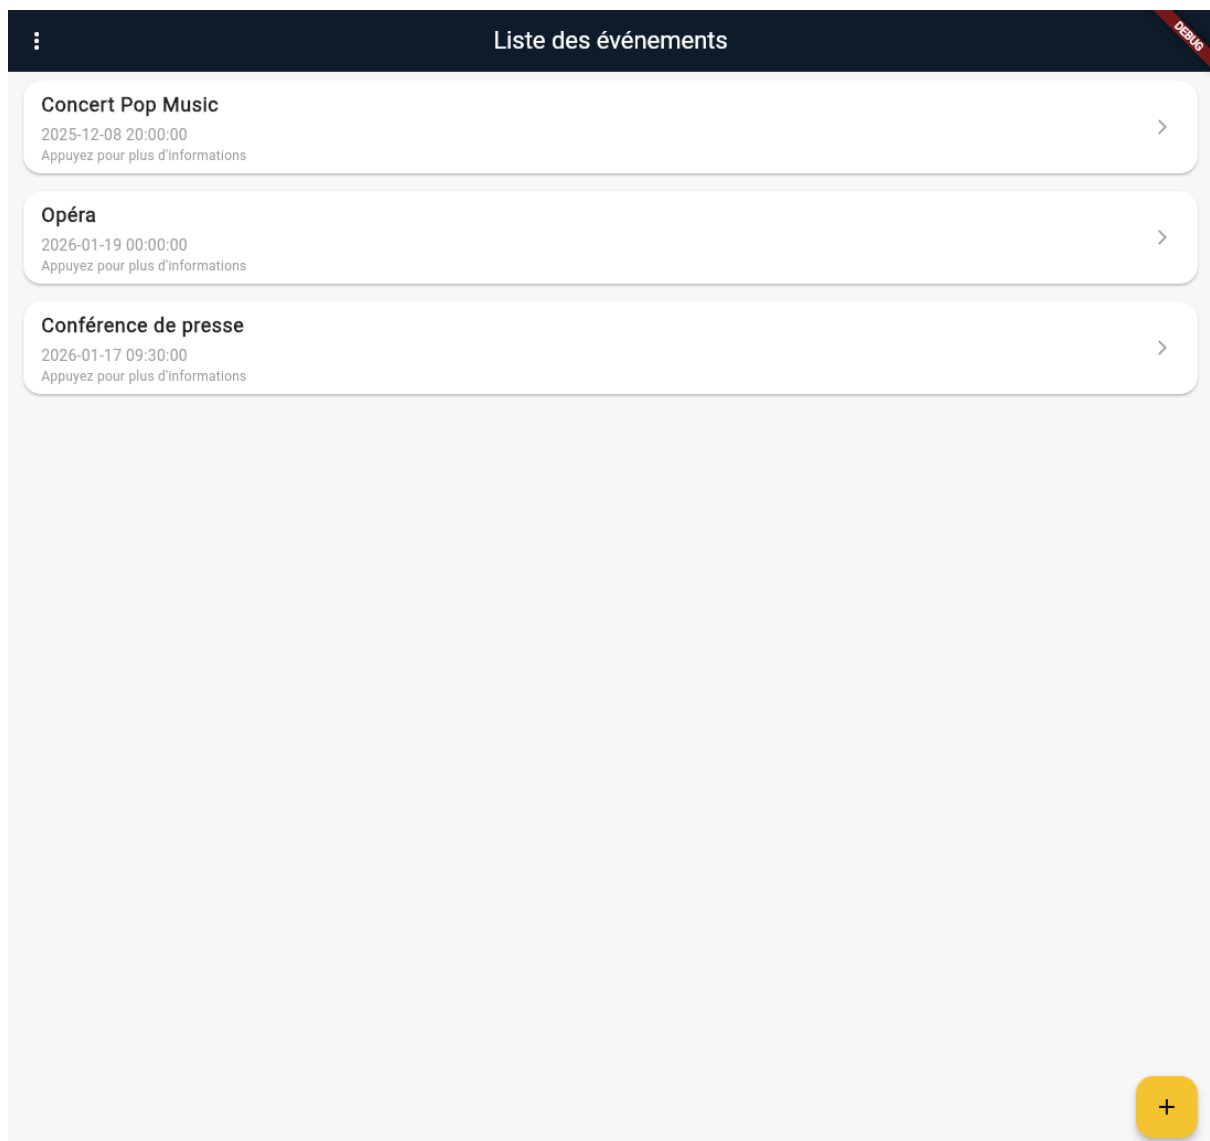 Liste des événements
DEBUG
Concert Pop Music
2025-12-08 20:00:00
Appuyez pour plus d'informations
Opéra
2026-01-19 00:00:00
Appuyez pour plus d'informations
Conférence de presse
2026-01-17 09:30:00
Appuyez pour plus d'informations
+